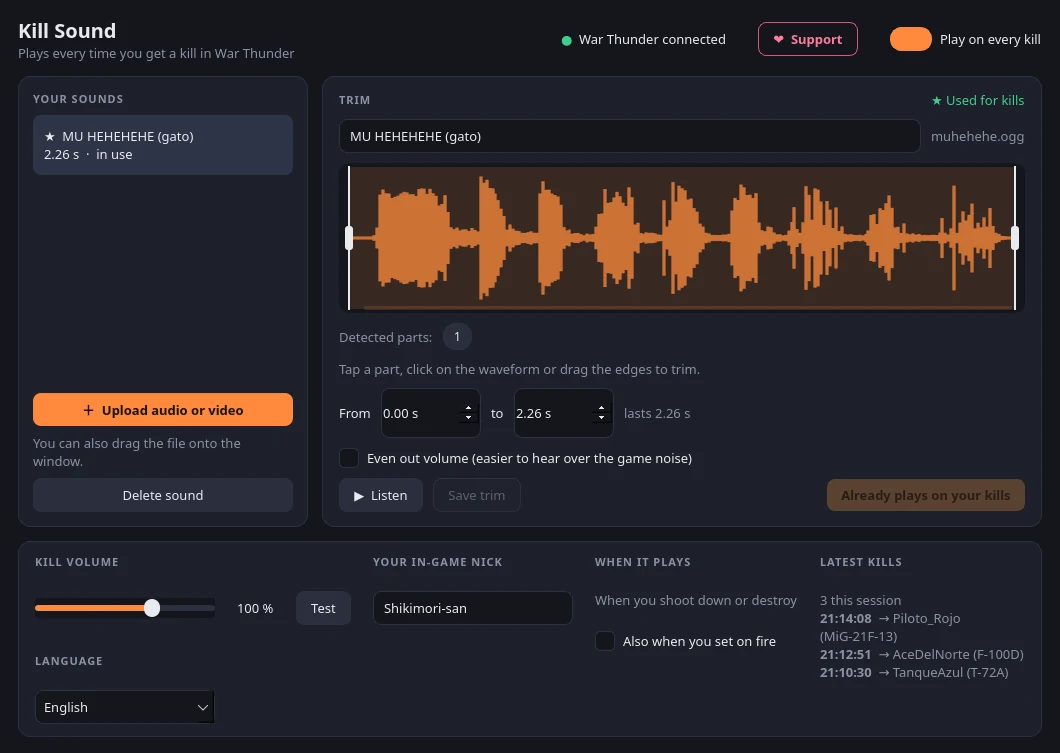 Kill Sound
Plays every time you get a kill in War Thunder
War Thunder connected
❤ Support
Play on every kill
YOUR SOUNDS
★ MU HEHEHEHE (gato)
2.26 s · in use
+ Upload audio or video
You can also drag the file onto the
window.
Delete sound
TRIM
★ Used for kills
MU HEHEHEHE (gato)
muhehehe.ogg
Detected parts: 1
Tap a part, click on the waveform or drag the edges to trim.
From 0.00 s to 2.26 s lasts 2.26 s
Even out volume (easier to hear over the game noise)
▶ Listen
Save trim
Already plays on your kills
KILL VOLUME
100 %
Test
LANGUAGE
English
YOUR IN-GAME NICK
Shikimori-san
WHEN IT PLAYS
When you shoot down or destroy
Also when you set on fire
LATEST KILLS
3 this session
21:14:08 → Piloto_Rojo
(MiG-21F-13)
21:12:51 → AceDelNorte (F-100D)
21:10:30 → TanqueAzul (T-72A)